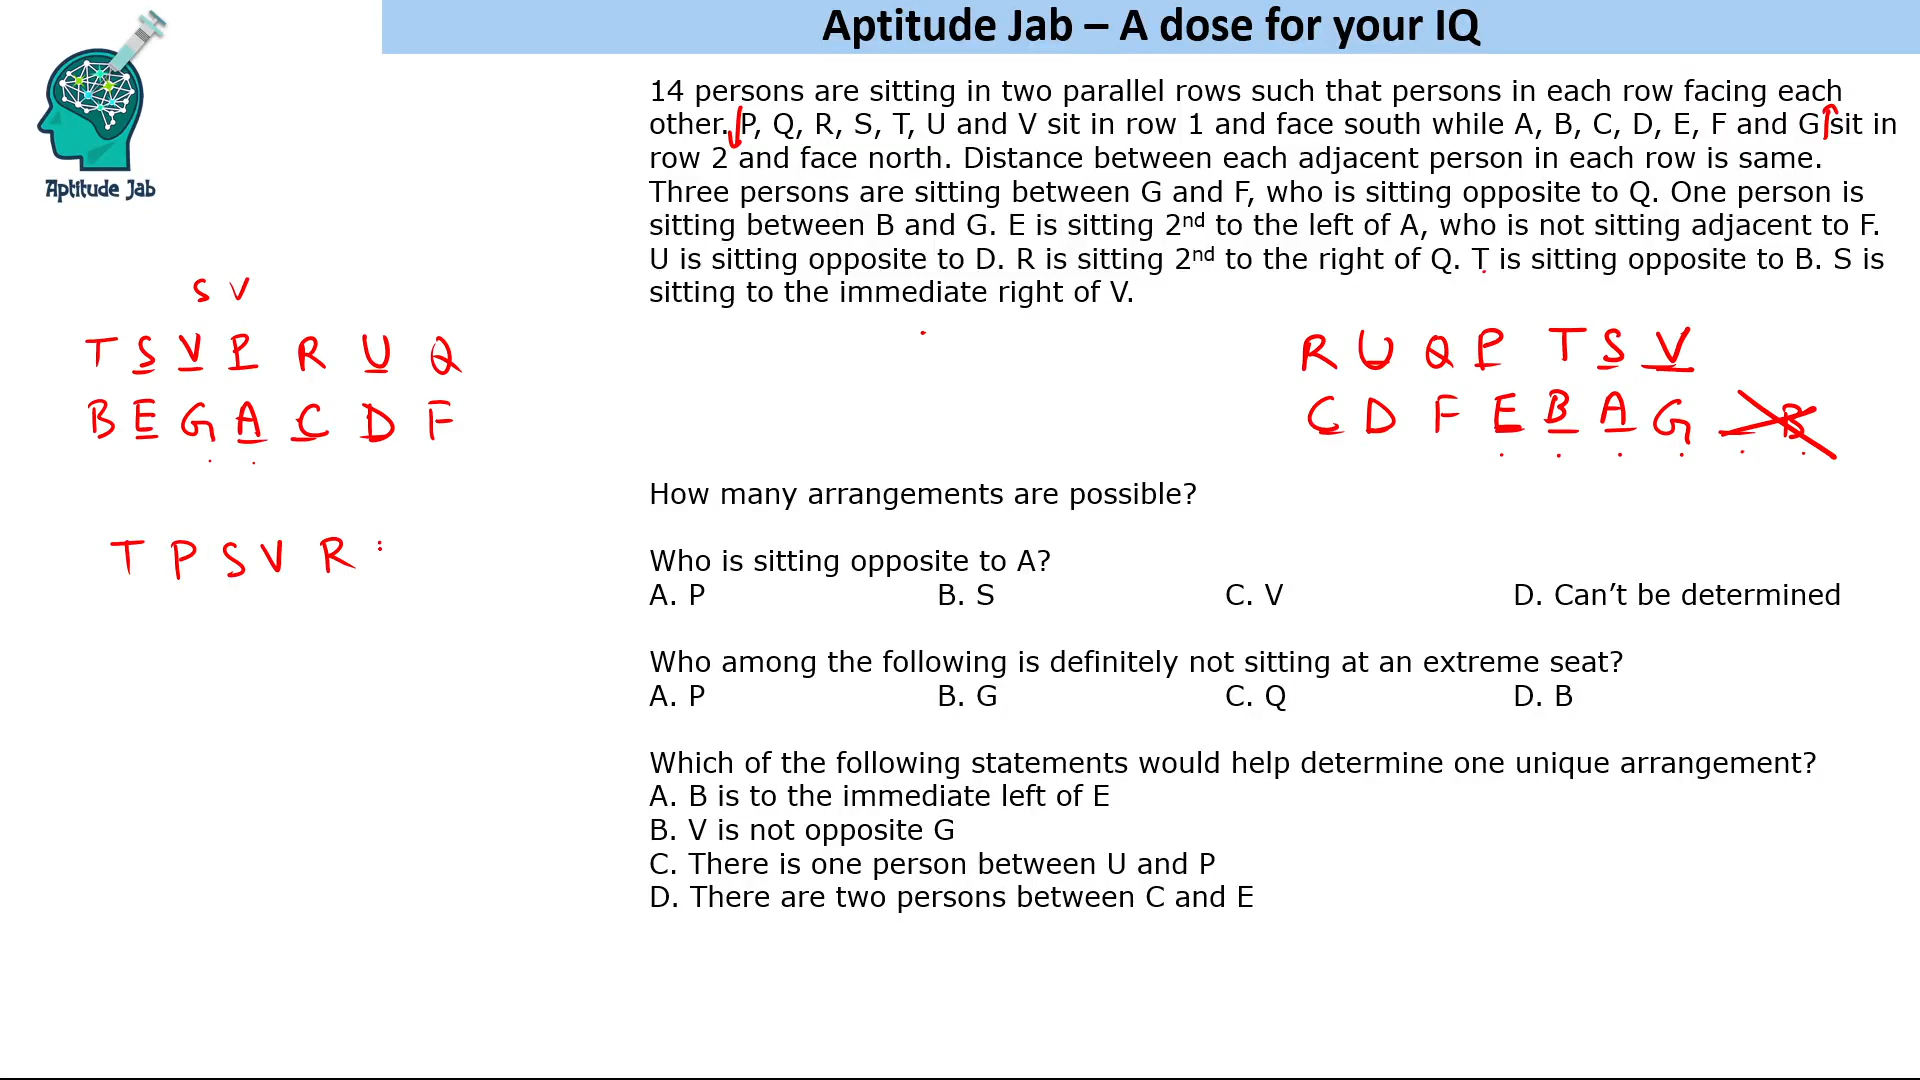 Aptitude Jab – A dose for your IQ
Aptitude Jab
14 persons are sitting in two parallel rows such that persons in each row facing each
other. P, Q, R, S, T, U and V sit in row 1 and face south while A, B, C, D, E, F and G sit in
row 2 and face north. Distance between each adjacent person in each row is same.
Three persons are sitting between G and F, who is sitting opposite to Q. One person is
sitting between B and G. E is sitting 2nd to the left of A, who is not sitting adjacent to F.
U is sitting opposite to D. R is sitting 2nd to the right of Q. T is sitting opposite to B. S is
sitting to the immediate right of V.
S V
T S V P R U Q
B E G A C D F
T P S V R :
R U Q P T S V
C D F E B A G B
How many arrangements are possible?
Who is sitting opposite to A?
A. P B. S C. V D. Can’t be determined
Who among the following is definitely not sitting at an extreme seat?
A. P B. G C. Q D. B
Which of the following statements would help determine one unique arrangement?
A. B is to the immediate left of E
B. V is not opposite G
C. There is one person between U and P
D. There are two persons between C and E